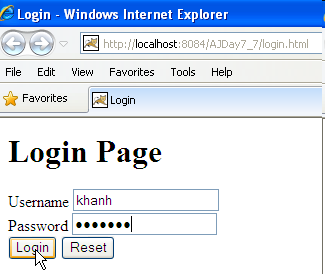 Login - Windows Internet Explorer
http://localhost:8084/AJDay7_7/login.html
File Edit View Favorites Tools Help
Favorites Login
Login Page
Username khanh
Password •••••••
Login Reset